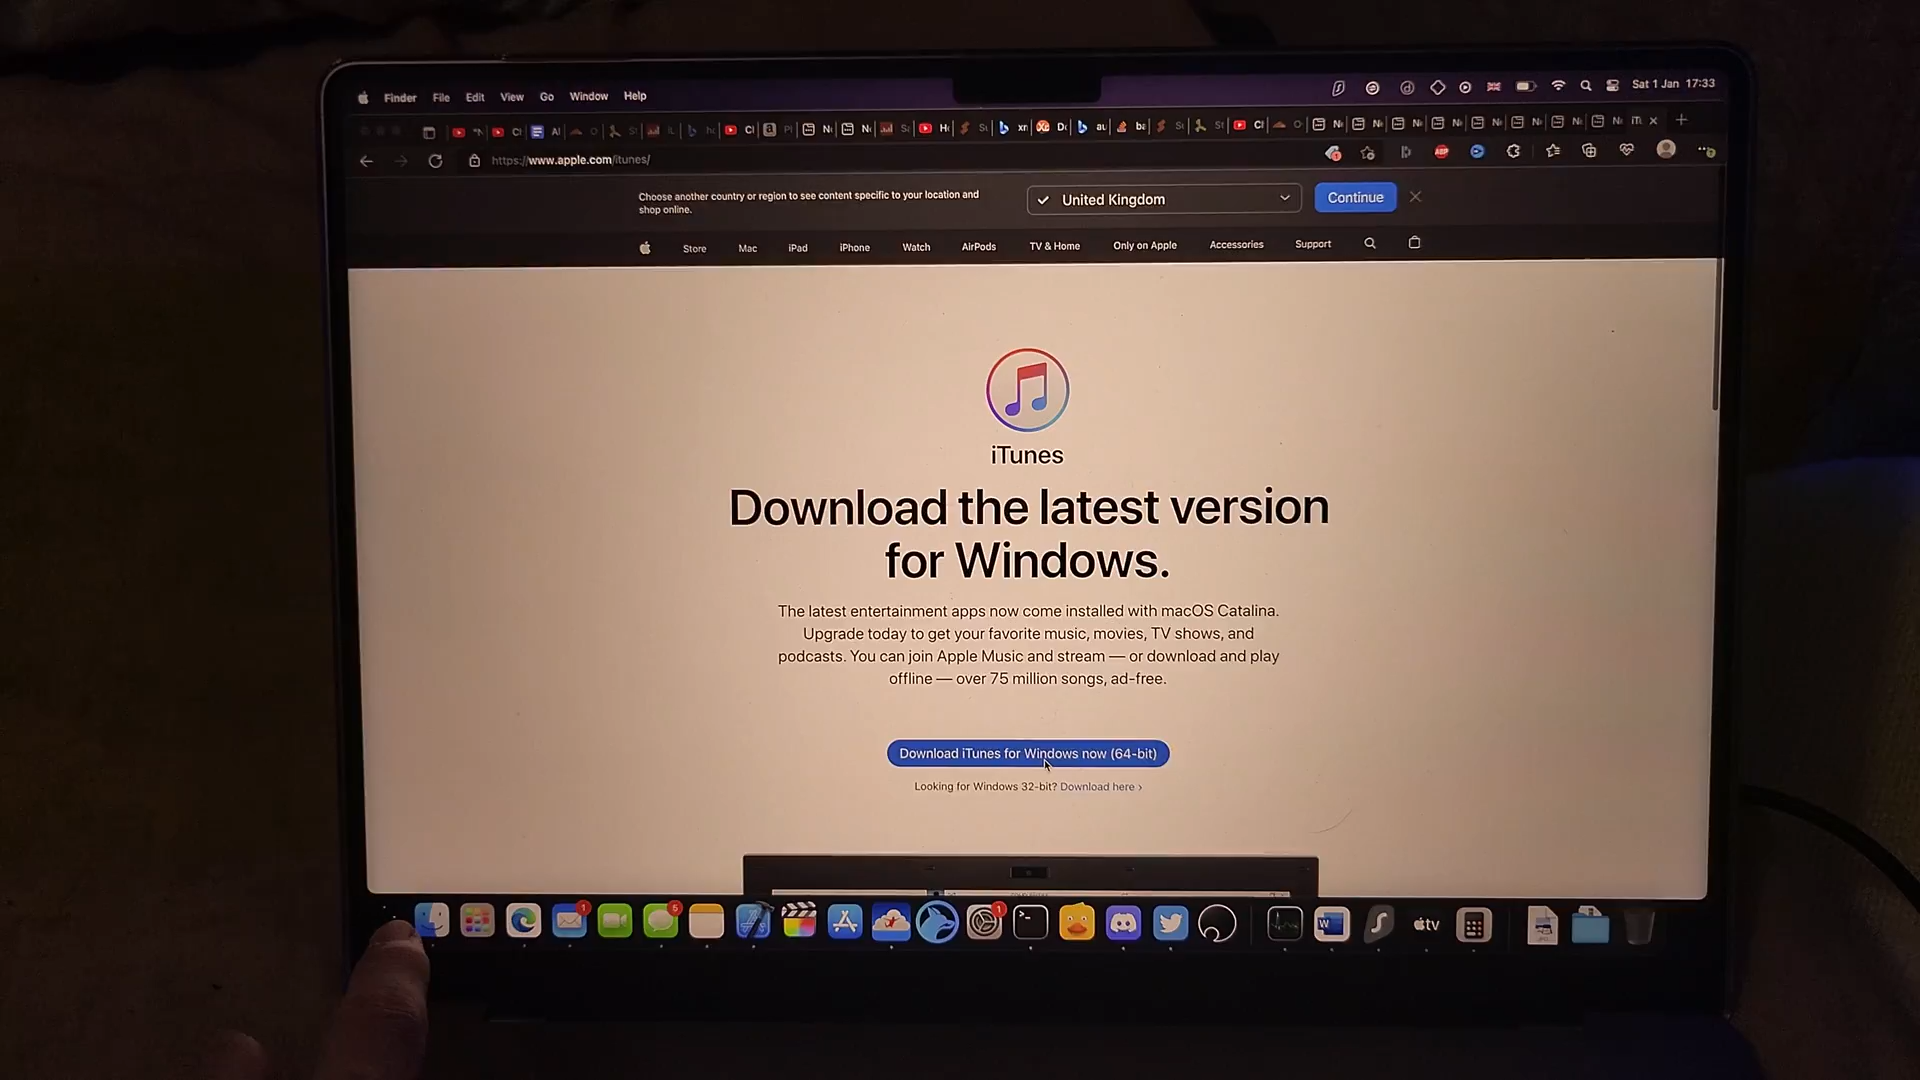 Finder File Edit View Go Window Help
Sat 1 Jan 17:33
https://www.apple.com/itunes/
Choose another country or region to see content specific to your location and
shop online.
United Kingdom
Continue
Store Mac iPad iPhone Watch AirPods TV & Home Only on Apple Accessories Support
iTunes
Download the latest version
for Windows.
The latest entertainment apps now come installed with macOS Catalina.
Upgrade today to get your favorite music, movies, TV shows, and
podcasts. You can join Apple Music and stream — or download and play
offline — over 75 million songs, ad-free.
Download iTunes for Windows now (64-bit)
Looking for Windows 32-bit? Download here ›
1
5
1
W
tv